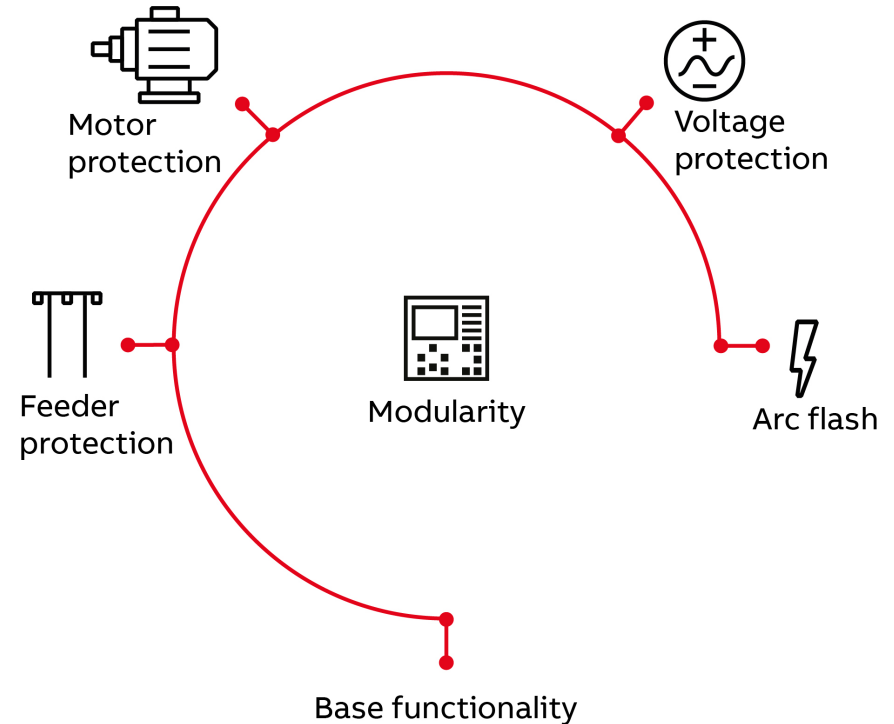 Motor
protection
Voltage
protection
Feeder
protection
Modularity
Arc flash
Base functionality